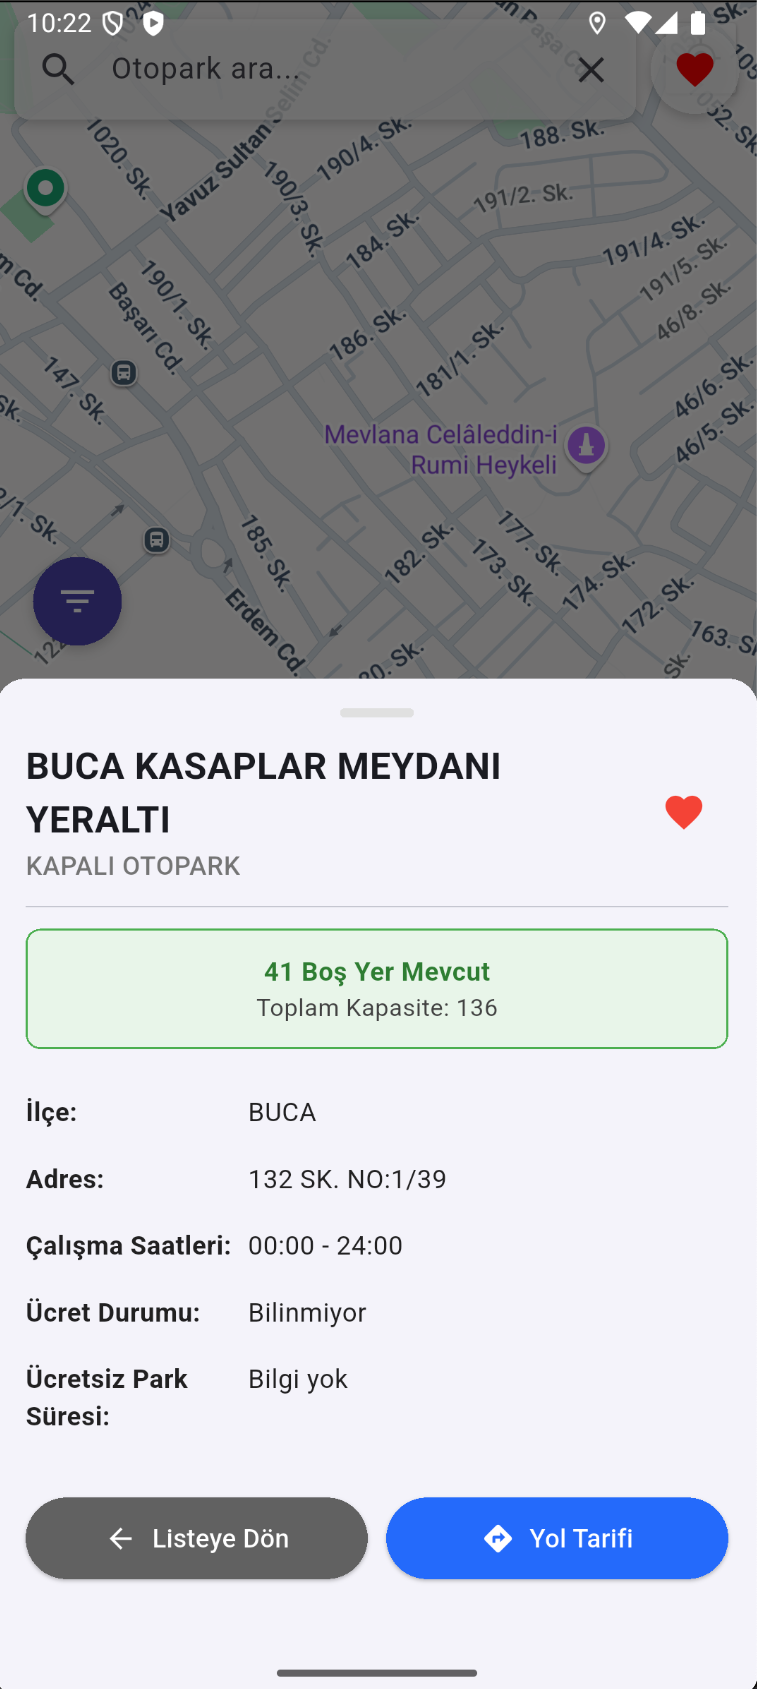 10:22
Otopark ara...
1020. Sk.
Yavuz Sultan Selim Cd.
190/4. Sk.
188. Sk.
190/3. Sk.
191/2. Sk.
184. Sk.
191/4. Sk.
191/5. Sk.
46/8. Sk.
190/1. Sk.
Başarı Cd.
186. Sk.
181/1. Sk.
147. Sk.
46/6. Sk.
46/5. Sk.
Mevlana Celâleddin-i
Rumi Heykeli
185. Sk.
182. Sk.
177. Sk.
173. Sk.
174. Sk.
172. Sk.
163. S
Erdem Cd.
BUCA KASAPLAR MEYDANI
YERALTI
KAPALI OTOPARK
41 Boş Yer Mevcut
Toplam Kapasite: 136
İlçe: BUCA
Adres: 132 SK. NO:1/39
Çalışma Saatleri: 00:00 - 24:00
Ücret Durumu: Bilinmiyor
Ücretsiz Park Bilgi yok
Süresi:
Listeye Dön
Yol Tarifi